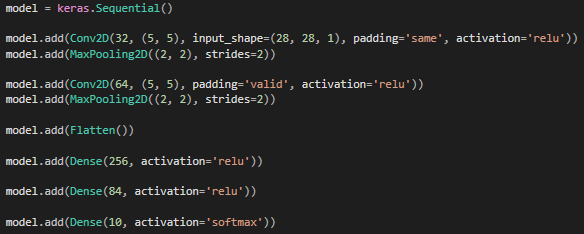 model = keras.Sequential()
model.add(Conv2D(32, (5, 5), input_shape=(28, 28, 1), padding='same', activation='relu'))
model.add(MaxPooling2D((2, 2), strides=2))
model.add(Conv2D(64, (5, 5), padding='valid', activation='relu'))
model.add(MaxPooling2D((2, 2), strides=2))
model.add(Flatten())
model.add(Dense(256, activation='relu'))
model.add(Dense(84, activation='relu'))
model.add(Dense(10, activation='softmax'))